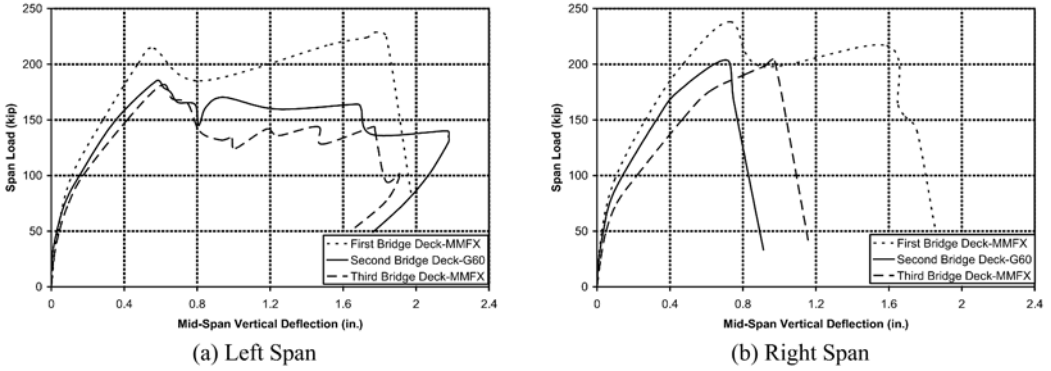 250
200
150
100
50
0
Span Load (kip)
0 0.4 0.8 1.2 1.6 2 2.4
Mid-Span Vertical Deflection (in.)
First Bridge Deck-MMFX
Second Bridge Deck-G60
Third Bridge Deck-MMFX
(a) Left Span
250
200
150
100
50
0
Span Load (kip)
0 0.4 0.8 1.2 1.6 2 2.4
Mid-Span Vertical Deflection (in.)
First Bridge Deck-MMFX
Second Bridge Deck-G60
Third Bridge Deck-MMFX
(b) Right Span